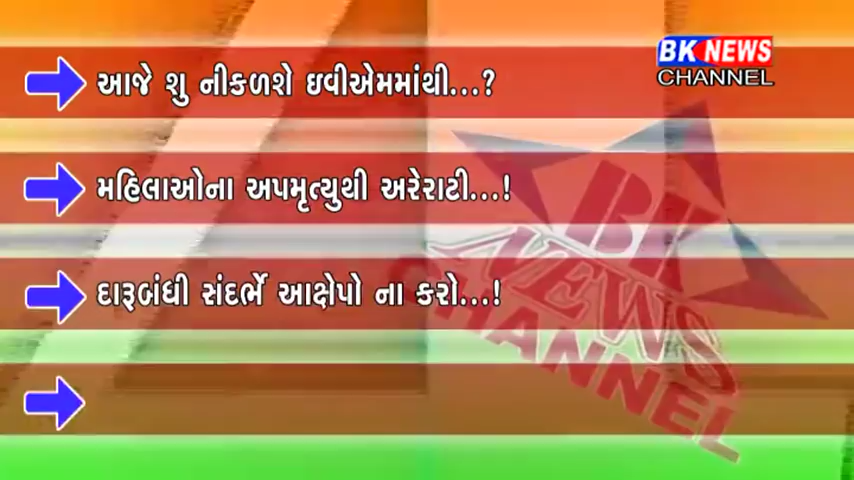 BK NEWS
CHANNEL
આજે શુ નીકળશે ઇવીએમમાંથી...?
મહિલાઓના અપમૃત્યુથી અરેરાટી...!
દારૂબંધી સંદર્ભે આક્ષેપો ના કરો...!
BK
NEWS
CHANNEL